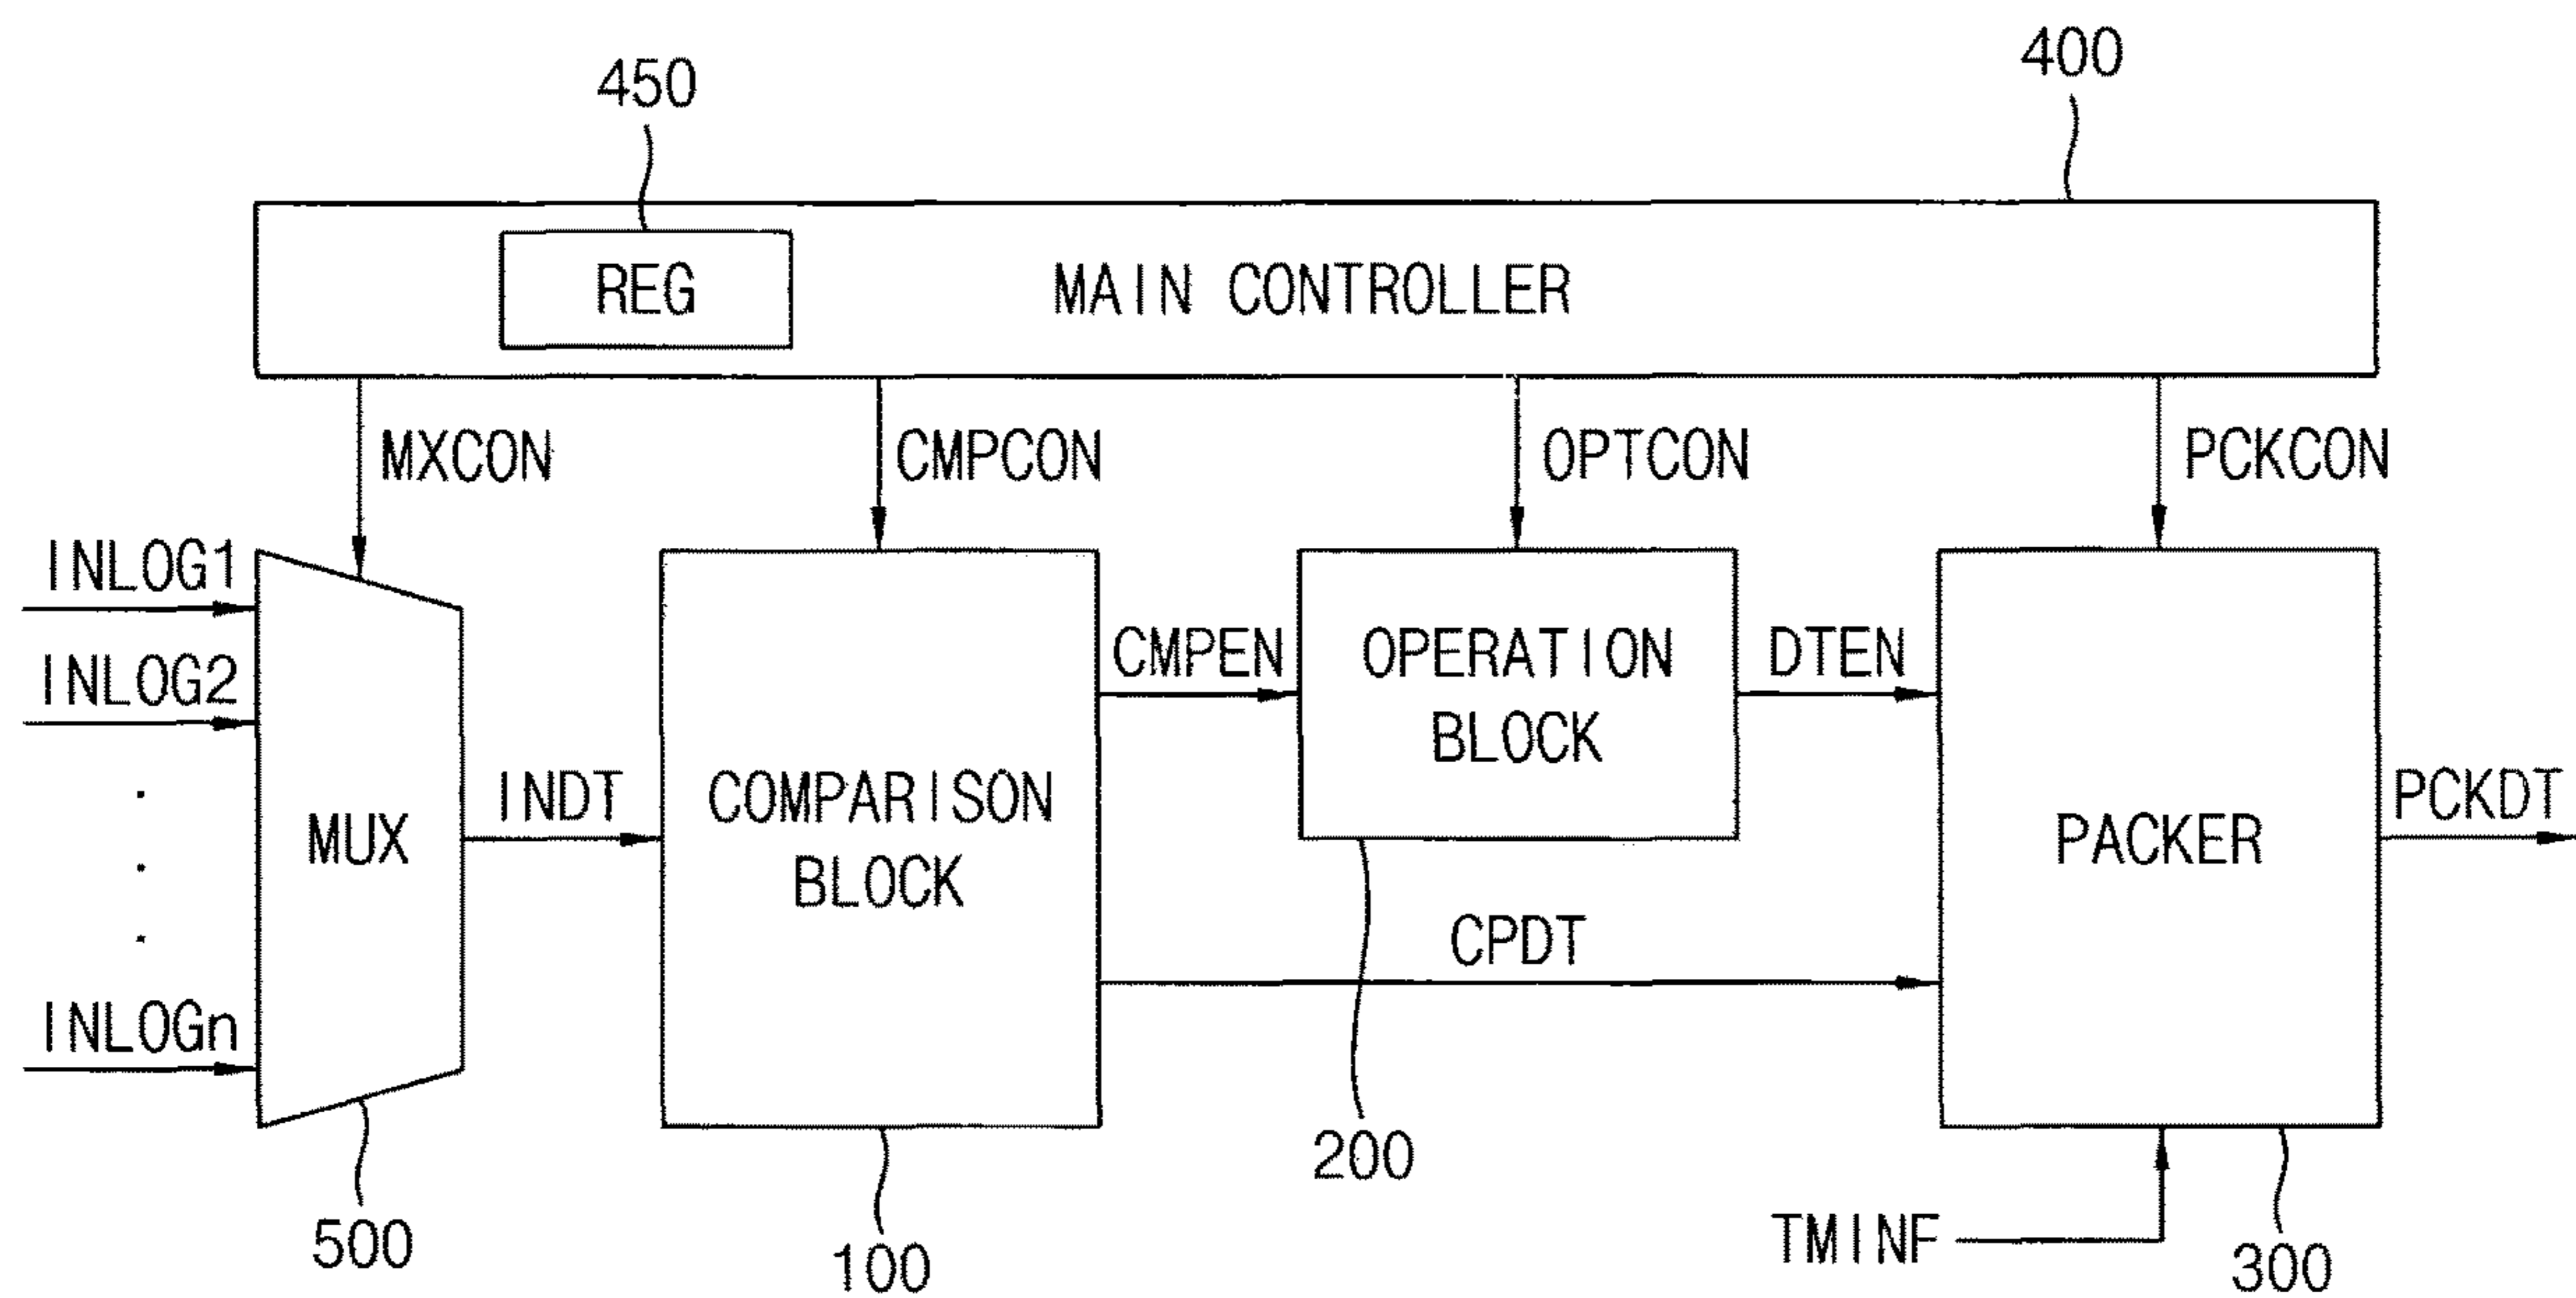 450
400
REG
MAIN CONTROLLER
MXCON
CMPCON
OPTCON
PCKCON
INLOG1
INLOG2
INLOGn
MUX
INDT
COMPARISON
BLOCK
CMPEN
OPERATION
BLOCK
DTEN
CPDT
PACKER
PCKDT
TMINF
500
100
200
300